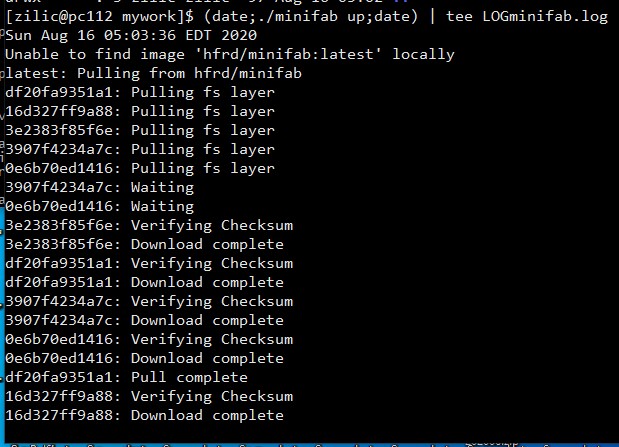 [zilic@pc112 mywork]$ (date;./minifab up;date) | tee LOGminifab.log
Sun Aug 16 05:03:36 EDT 2020
Unable to find image 'hfrd/minifab:latest' locally
latest: Pulling from hfrd/minifab
df20fa9351a1: Pulling fs layer
16d327ff9a88: Pulling fs layer
3e2383f85f6e: Pulling fs layer
3907f4234a7c: Pulling fs layer
0e6b70ed1416: Pulling fs layer
3907f4234a7c: Waiting
0e6b70ed1416: Waiting
3e2383f85f6e: Verifying Checksum
3e2383f85f6e: Download complete
df20fa9351a1: Verifying Checksum
df20fa9351a1: Download complete
3907f4234a7c: Verifying Checksum
3907f4234a7c: Download complete
0e6b70ed1416: Verifying Checksum
0e6b70ed1416: Download complete
df20fa9351a1: Pull complete
16d327ff9a88: Verifying Checksum
16d327ff9a88: Download complete